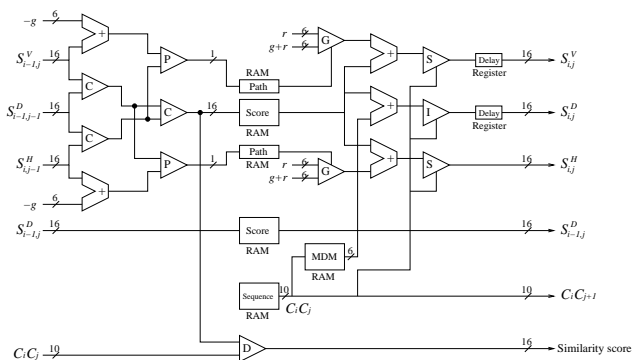 −g 6 + r 6 G + S
g+r 6
S^V_{i-1,j} 16 P 1 RAM Path Delay Register 16 S^V_{i,j}
C
S^D_{i-1,j-1} 16 C 16 Score RAM + I Delay Register 16 S^D_{i,j}
C
S^H_{i,j-1} 16 P 1 Path RAM r 6 G + S 16 S^H_{i,j}
g+r 6
−g 6 +
S^D_{i-1,j} 16 Score RAM 16 S^D_{i-1,j}
MDM 6 RAM
Sequence RAM 10 C_iC_j 10 C_iC_{j+1}
C_iC_j 10 D 16 Similarity score